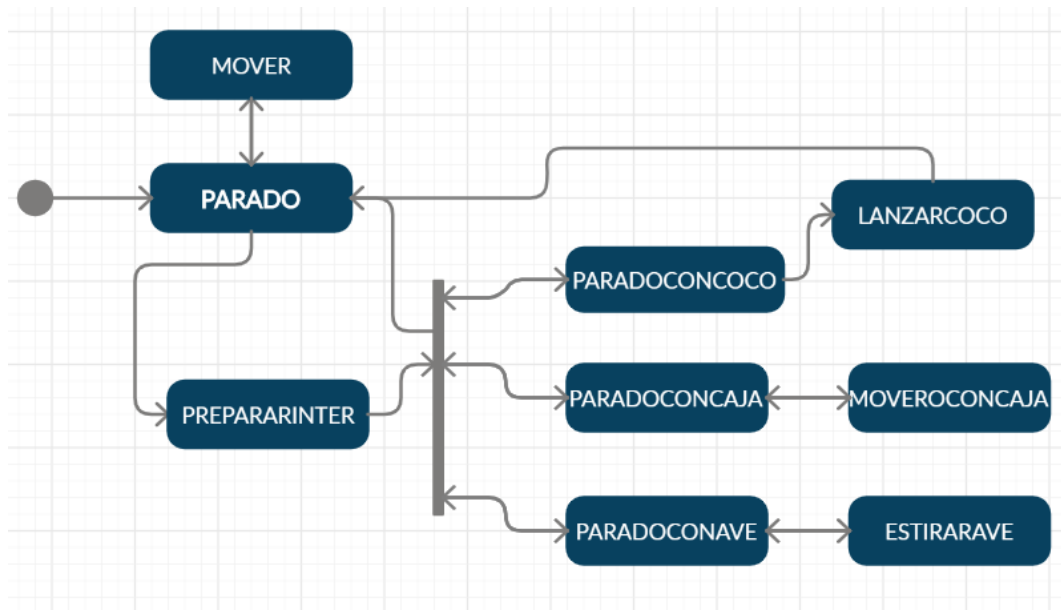 MOVER
PARADO
LANZARCOCO
PARADOCONCOCO
PARADOCONCAJA
MOVEROCONCAJA
PREPARARINTER
PARADOCONAVE
ESTIRARAVE